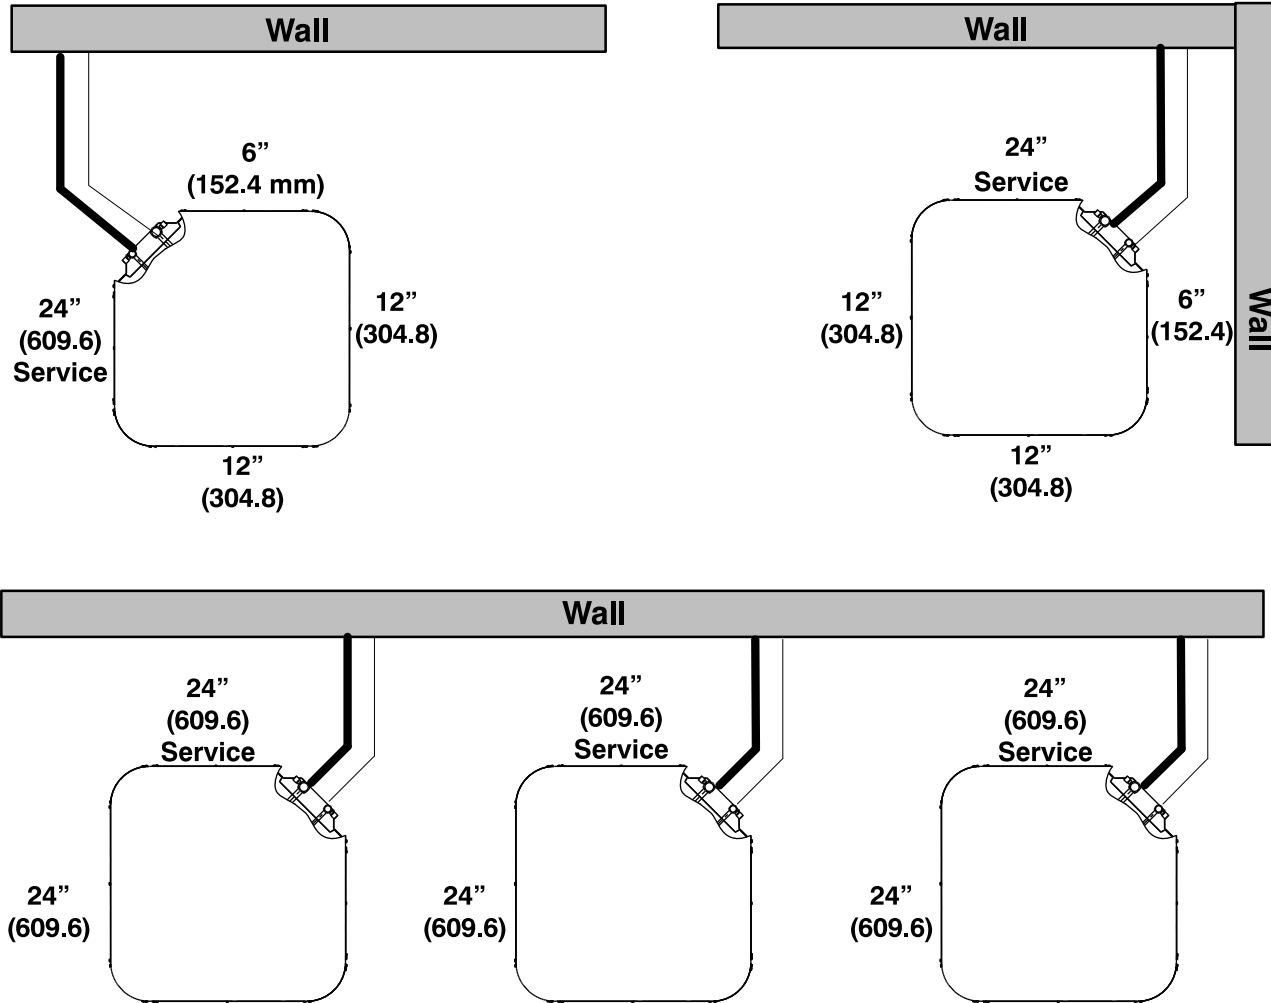 Wall
6”
(152.4 mm)
24”
(609.6)
Service
12”
(304.8)
12”
(304.8)
Wall
24”
Service
12”
(304.8)
6”
(152.4)
Wall
12”
(304.8)
Wall
24”
(609.6)
Service
24”
(609.6)
Service
24”
(609.6)
Service
24”
(609.6)
24”
(609.6)
24”
(609.6)